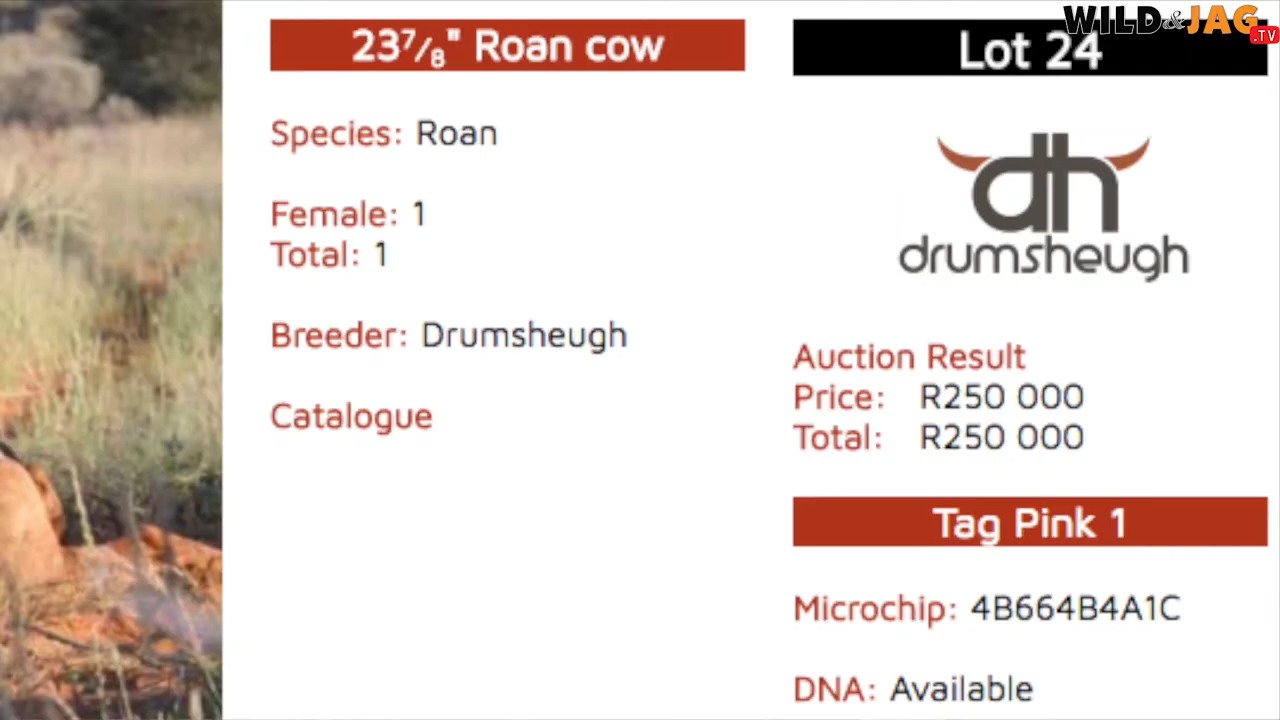 WILD&JAG
.TV
23⅞" Roan cow
Species: Roan
Female: 1
Total: 1
Breeder: Drumsheugh
Catalogue
Lot 24
dh
drumsheugh
Auction Result
Price: R250 000
Total: R250 000
Tag Pink 1
Microchip: 4B664B4A1C
DNA: Available